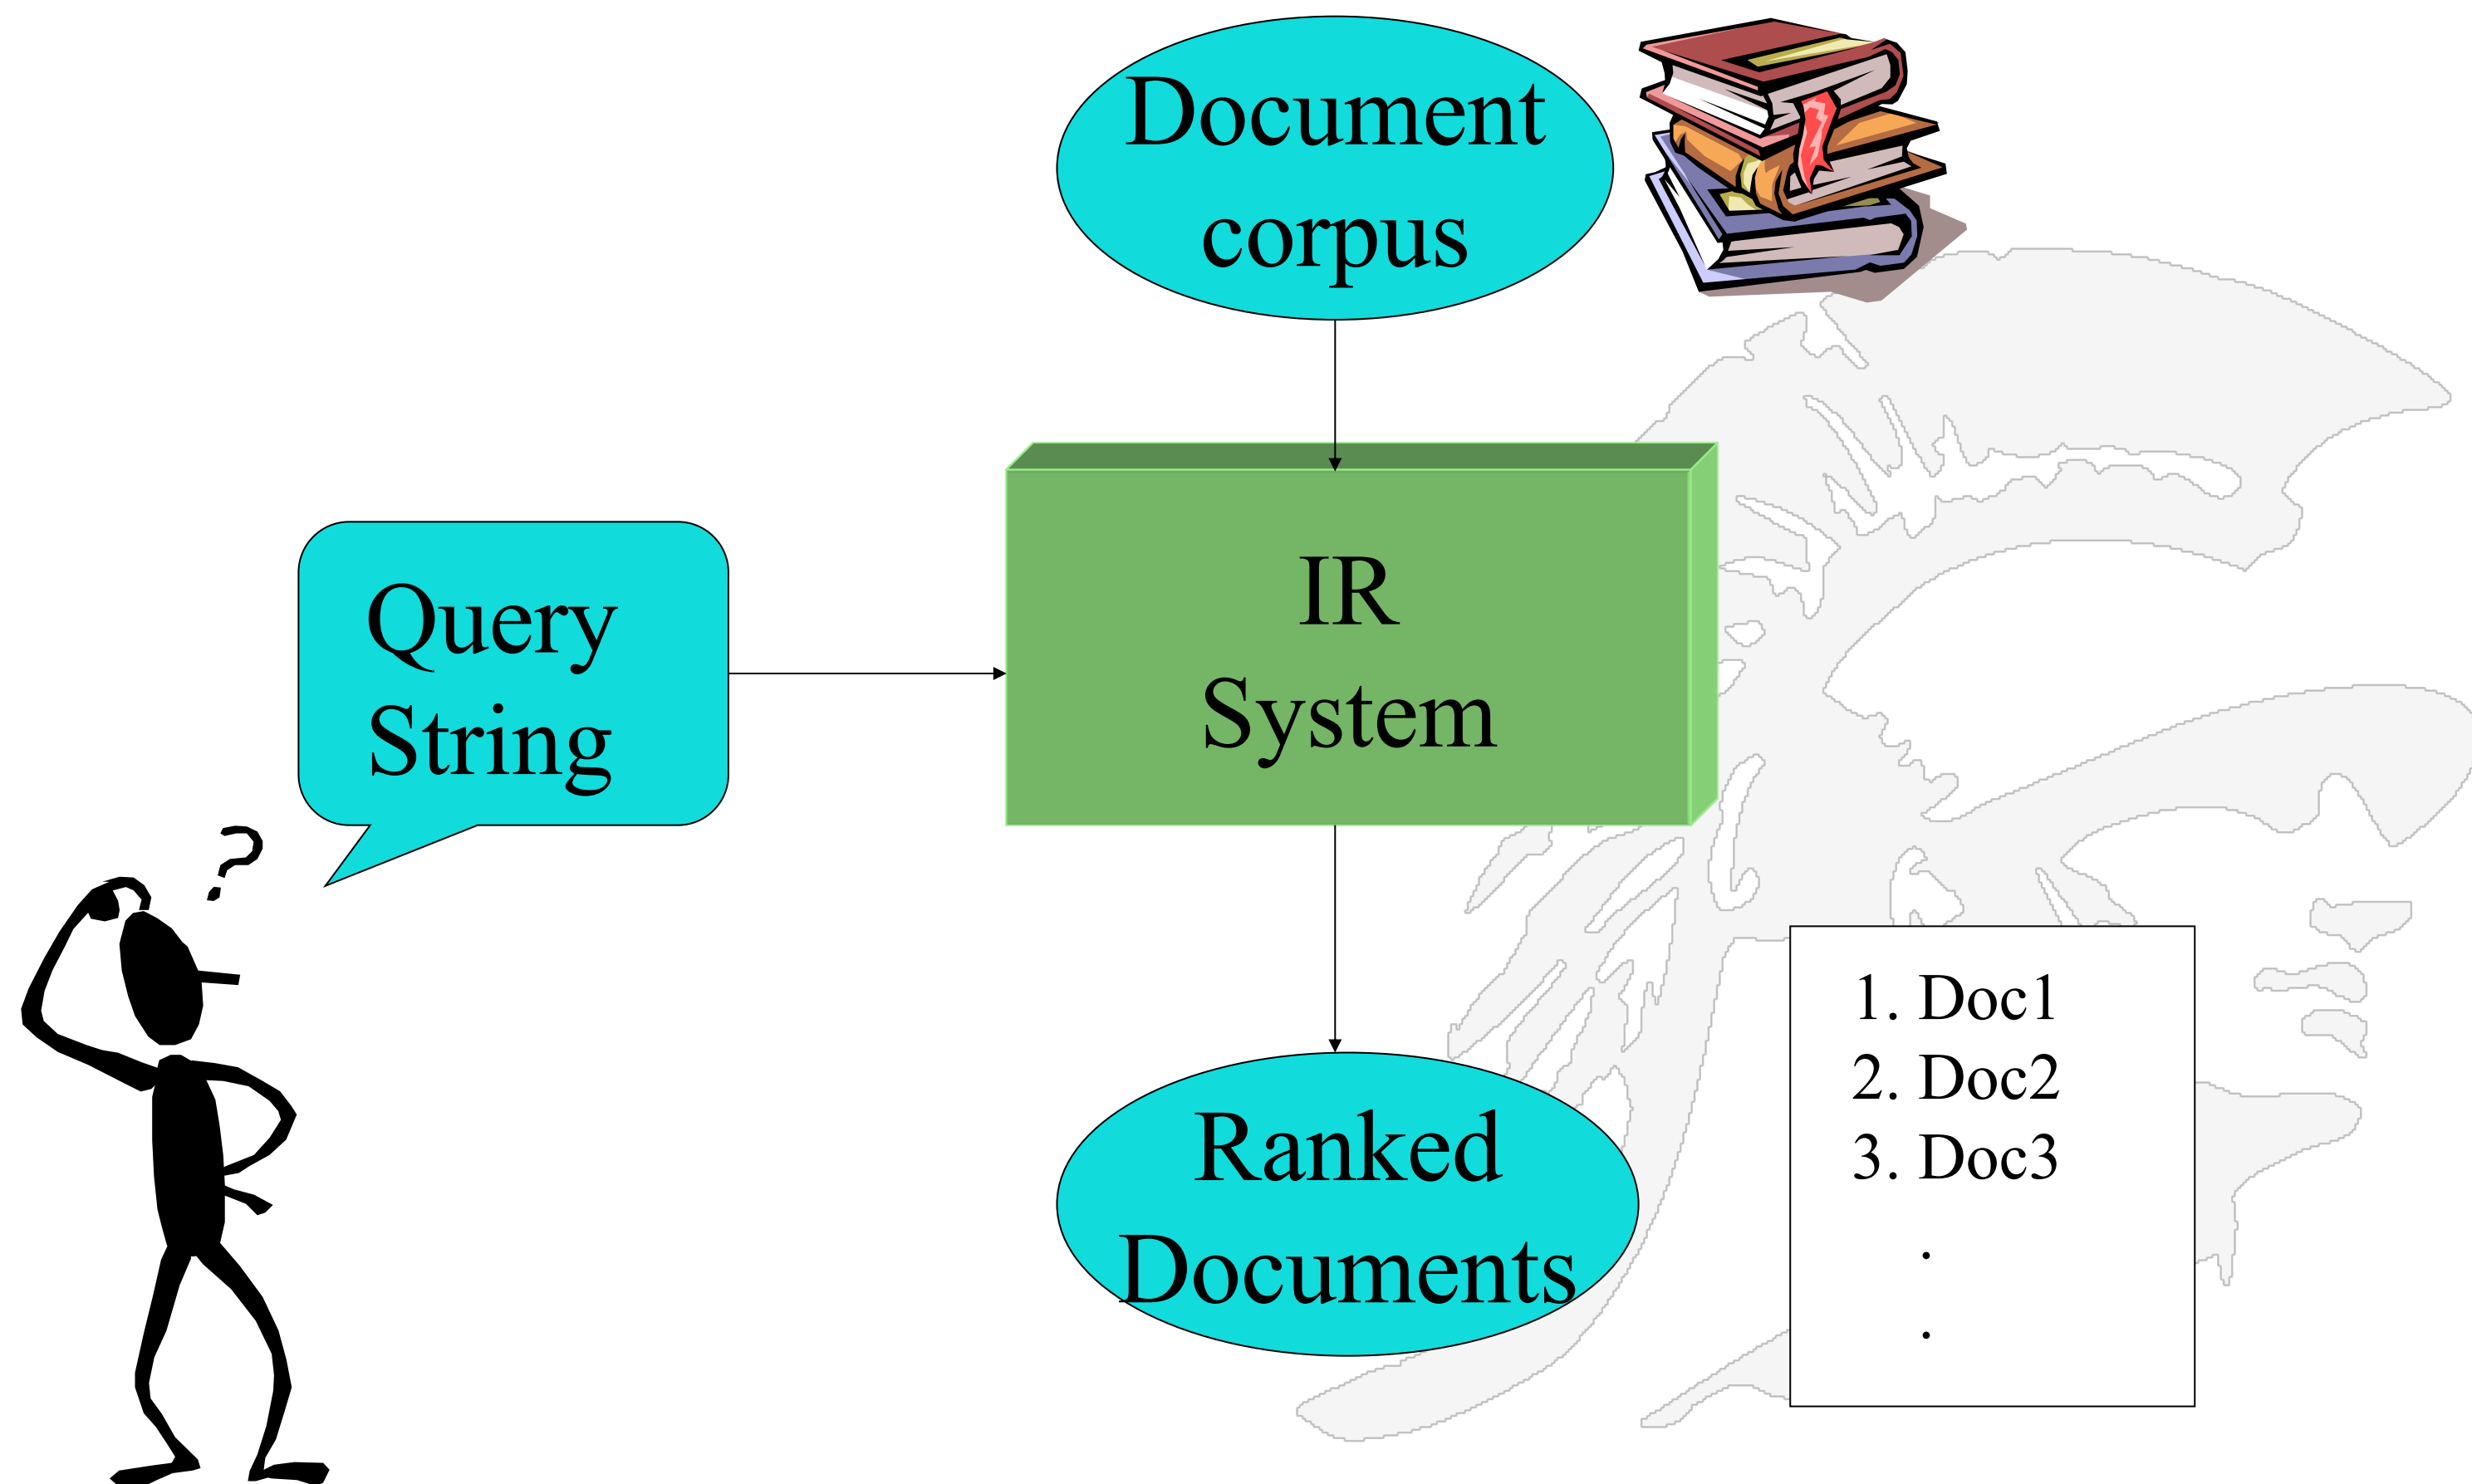 Document
corpus
IR
System
Query
String
?
Ranked
Documents
1. Doc1
2. Doc2
3. Doc3
.
.